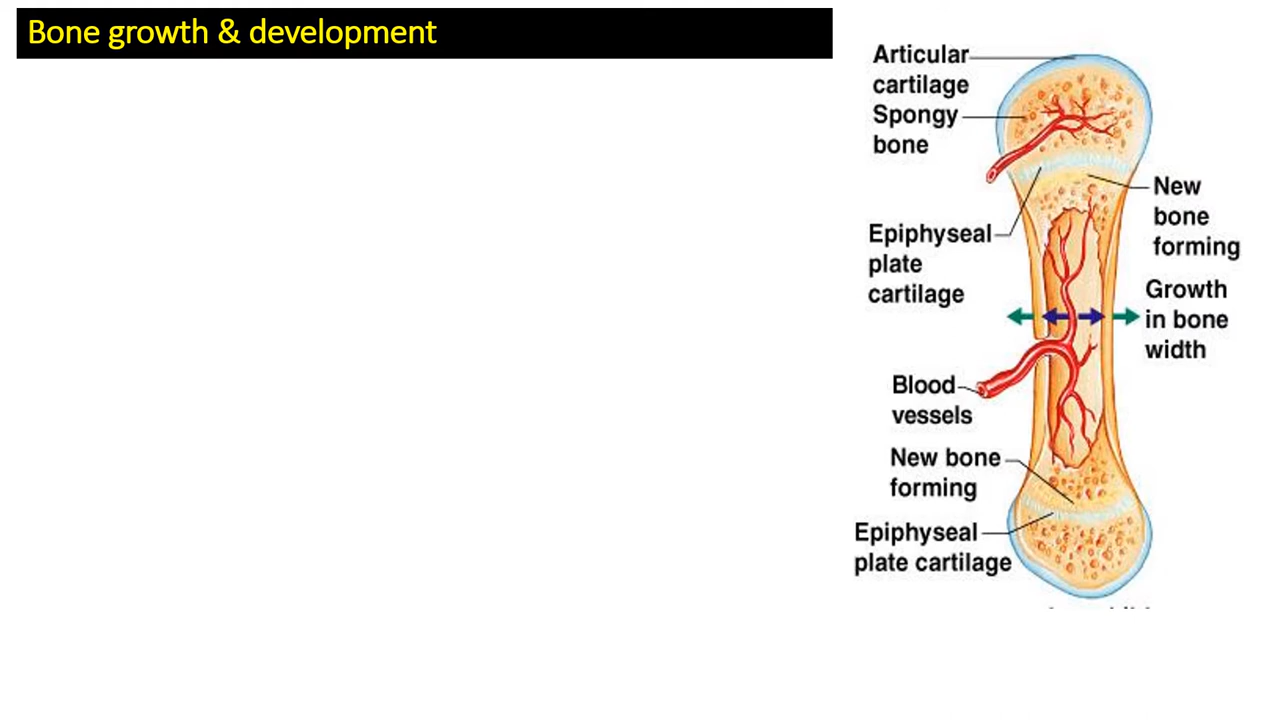 Bone growth & development
Articular
cartilage
Spongy
bone
Epiphyseal
plate
cartilage
New
bone
forming
Growth
in bone
width
Blood
vessels
New bone
forming
Epiphyseal
plate cartilage